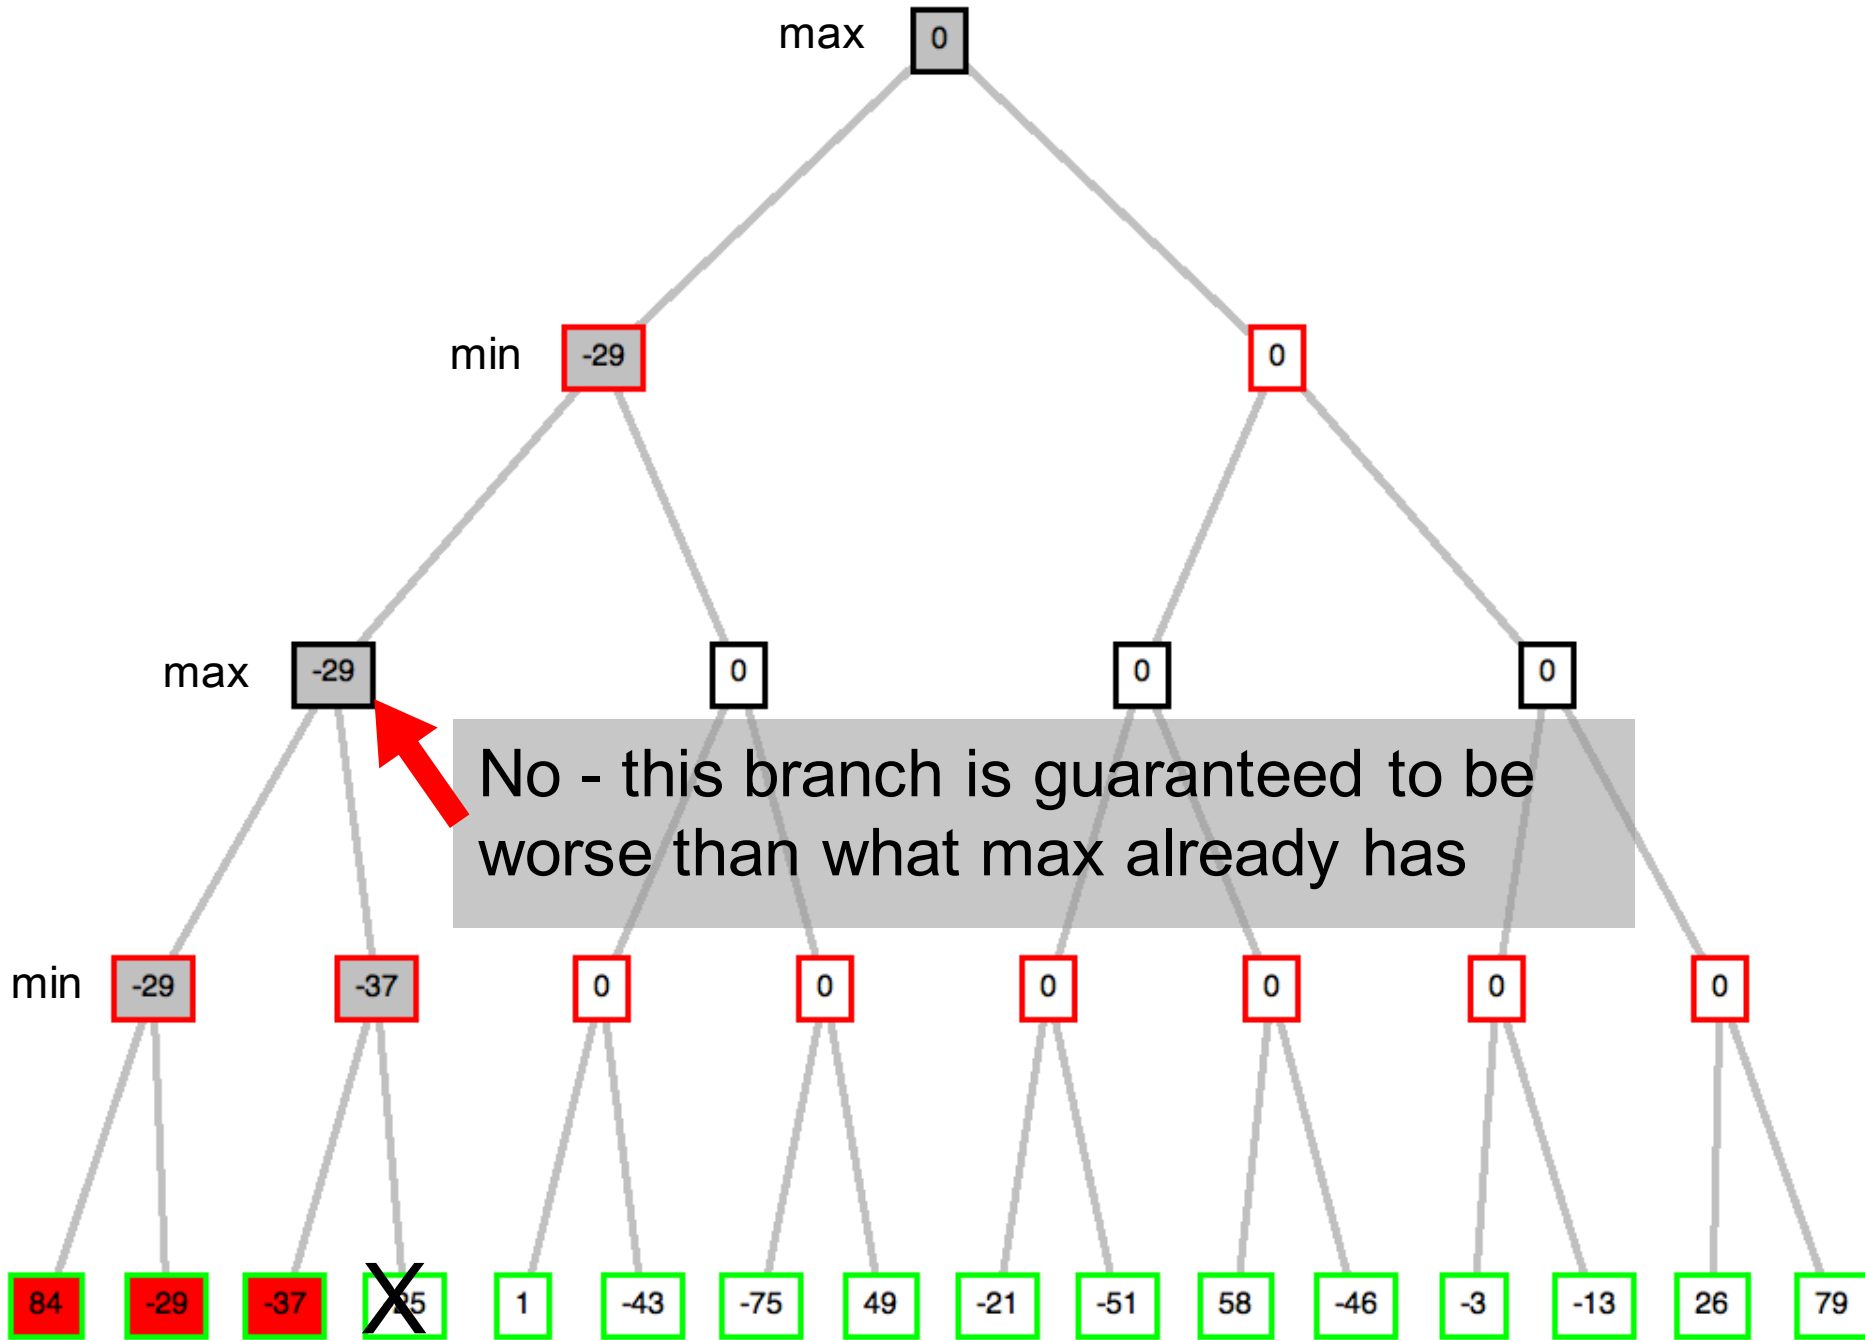 max 0
min -29 0
max -29 0 0 0
No - this branch is guaranteed to be
worse than what max already has
min -29 -37 0 0 0 0 0 0
84 -29 -37 X 1 -43 -75 49 -21 -51 58 -46 -3 -13 26 79